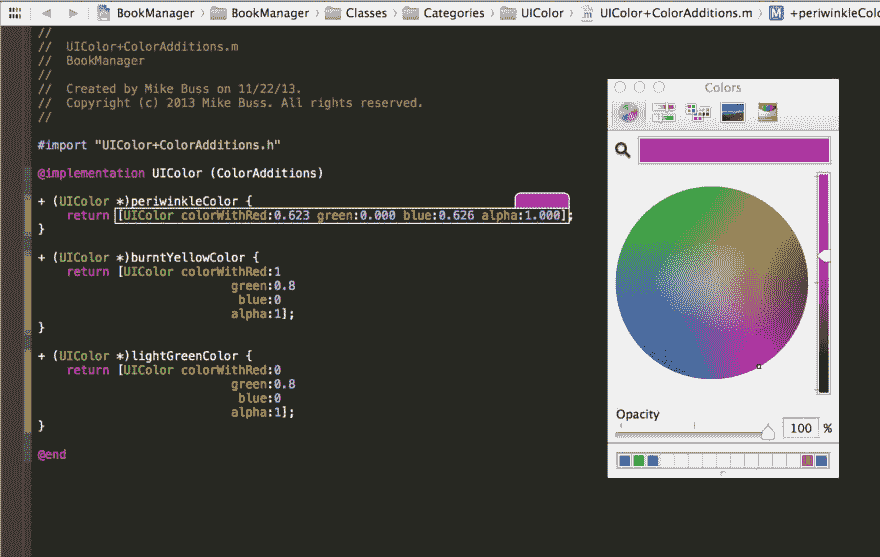 BookManager BookManager Classes Categories UIColor UIColor+ColorAdditions.m M +periwinkleColo
//
//  UIColor+ColorAdditions.m
//  BookManager
//
//  Created by Mike Buss on 11/22/13.
//  Copyright (c) 2013 Mike Buss. All rights reserved.
//
#import "UIColor+ColorAdditions.h"
@implementation UIColor (ColorAdditions)
+ (UIColor *)periwinkleColor {
    return [UIColor colorWithRed:0.623 green:0.000 blue:0.626 alpha:1.000];
}
+ (UIColor *)burntYellowColor {
    return [UIColor colorWithRed:1
                           green:0.8
                            blue:0
                           alpha:1];
}
+ (UIColor *)lightGreenColor {
    return [UIColor colorWithRed:0
                           green:0.8
                            blue:0
                           alpha:1];
}
@end
Colors
Opacity
100 %